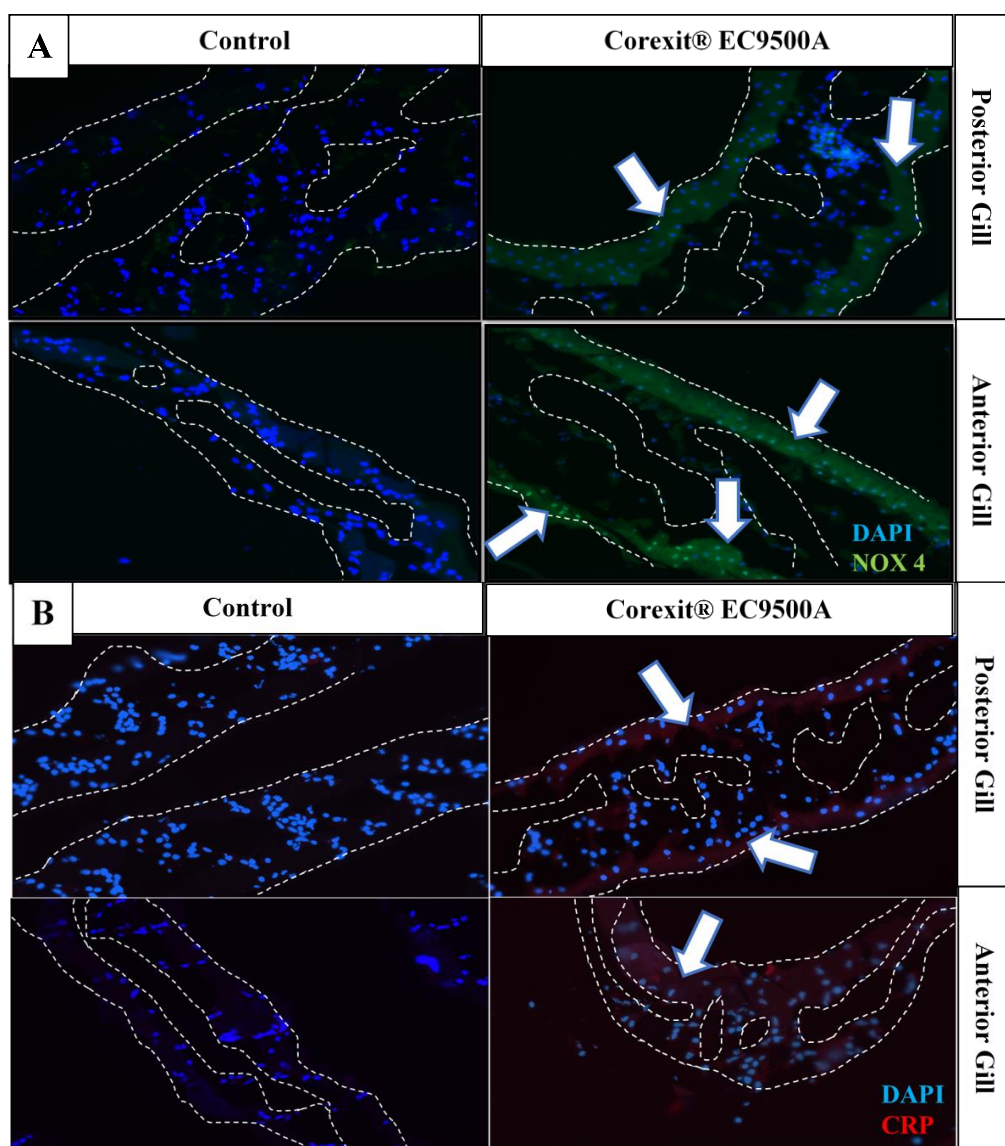 A
Control
Corexit® EC9500A
Posterior Gill
Anterior Gill
DAPI
NOX 4
B
Control
Corexit® EC9500A
Posterior Gill
Anterior Gill
DAPI
CRP